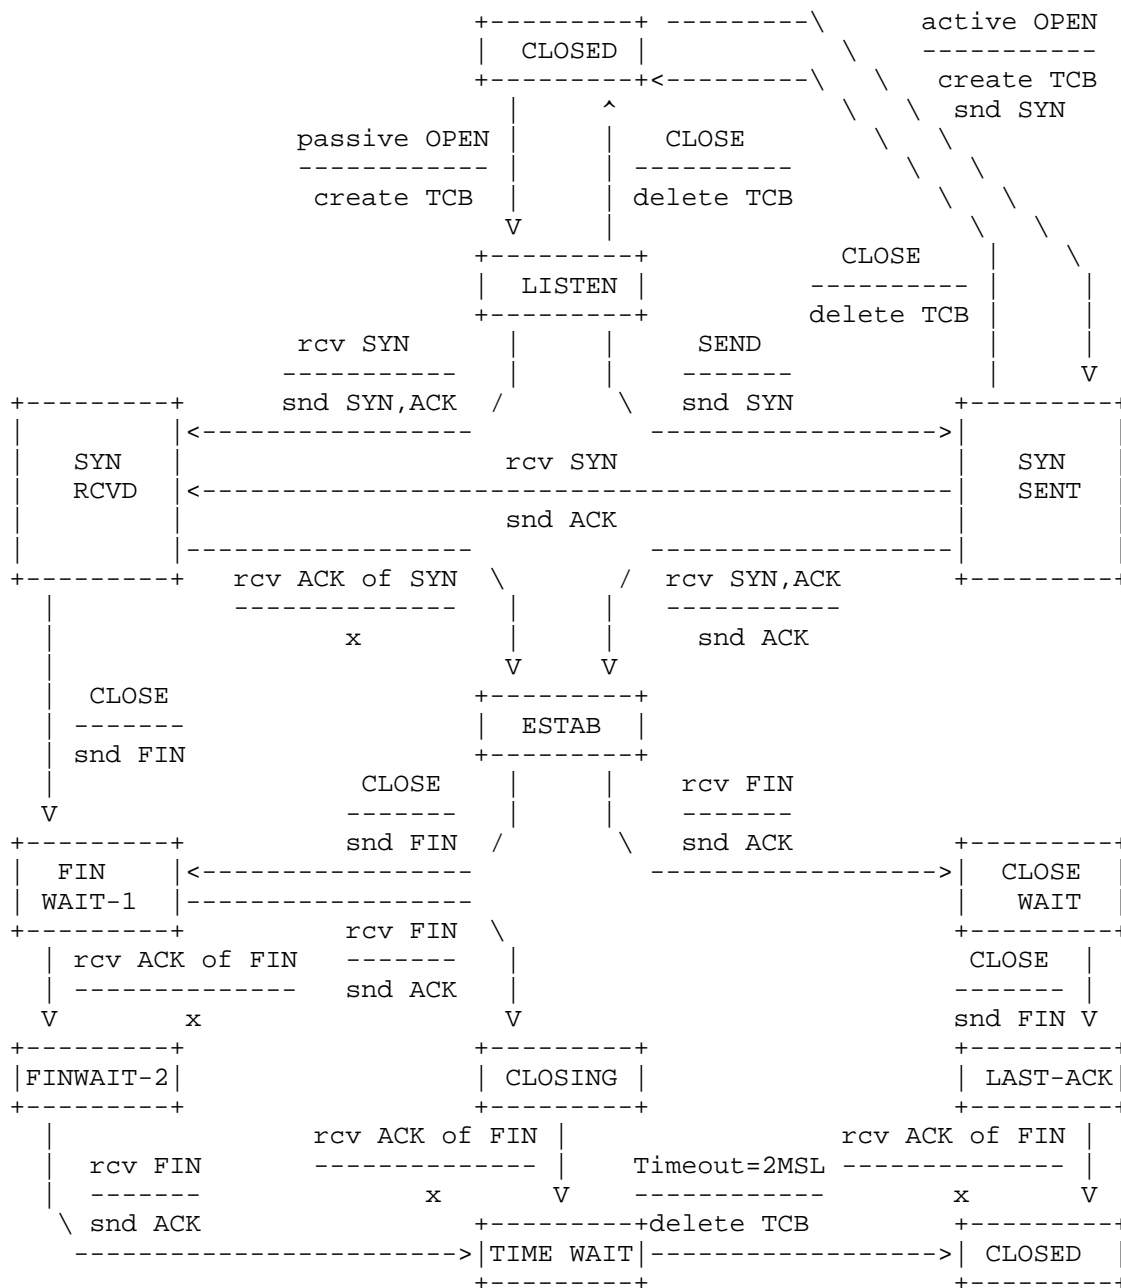 +---------+ ---------\      active OPEN
|  CLOSED |            \    -----------
+---------+<---------\   \   create TCB
  |     ^              \   \  snd SYN
passive OPEN |     |   CLOSE        \   \
------------ |     | ----------       \   \
create TCB  |     | delete TCB         \   \
V     |                      \   \
+---------+            CLOSE    |    \
|  LISTEN |          ---------- |     |
+---------+          delete TCB |     |
rcv SYN      |     |     SEND              |     |
-----------   |     |    -------            |     V
+---------+      snd SYN,ACK  /       \   snd SYN          +---------+
|         |<-----------------           ------------------>|         |
|   SYN   |                    rcv SYN                     |   SYN   |
|   RCVD  |<-----------------------------------------------|   SENT  |
|         |                    snd ACK                     |         |
|         |------------------           -------------------|         |
+---------+   rcv ACK of SYN  \       /  rcv SYN,ACK       +---------+
|           --------------   |     |   -----------
|                  x         |     |     snd ACK
|                            V     V
|  CLOSE                   +---------+
| -------                  |  ESTAB  |
| snd FIN                  +---------+
|                   CLOSE    |     |    rcv FIN
V                  -------   |     |    -------
+---------+          snd FIN  /       \   snd ACK          +---------+
|  FIN    |<-----------------           ------------------>|  CLOSE  |
| WAIT-1  |------------------                              |   WAIT  |
+---------+          rcv FIN  \                            +---------+
| rcv ACK of FIN   -------   |                            CLOSE  |
| --------------   snd ACK   |                           ------- |
V        x                   V                           snd FIN V
+---------+                  +---------+                   +---------+
|FINWAIT-2|                  | CLOSING |                   | LAST-ACK|
+---------+                  +---------+                   +---------+
|                rcv ACK of FIN |                 rcv ACK of FIN |
|  rcv FIN       -------------- |    Timeout=2MSL -------------- |
|  -------              x       V    ------------        x       V
\ snd ACK                 +---------+delete TCB         +---------+
------------------------>|TIME WAIT|------------------>| CLOSED  |
+---------+                   +---------+